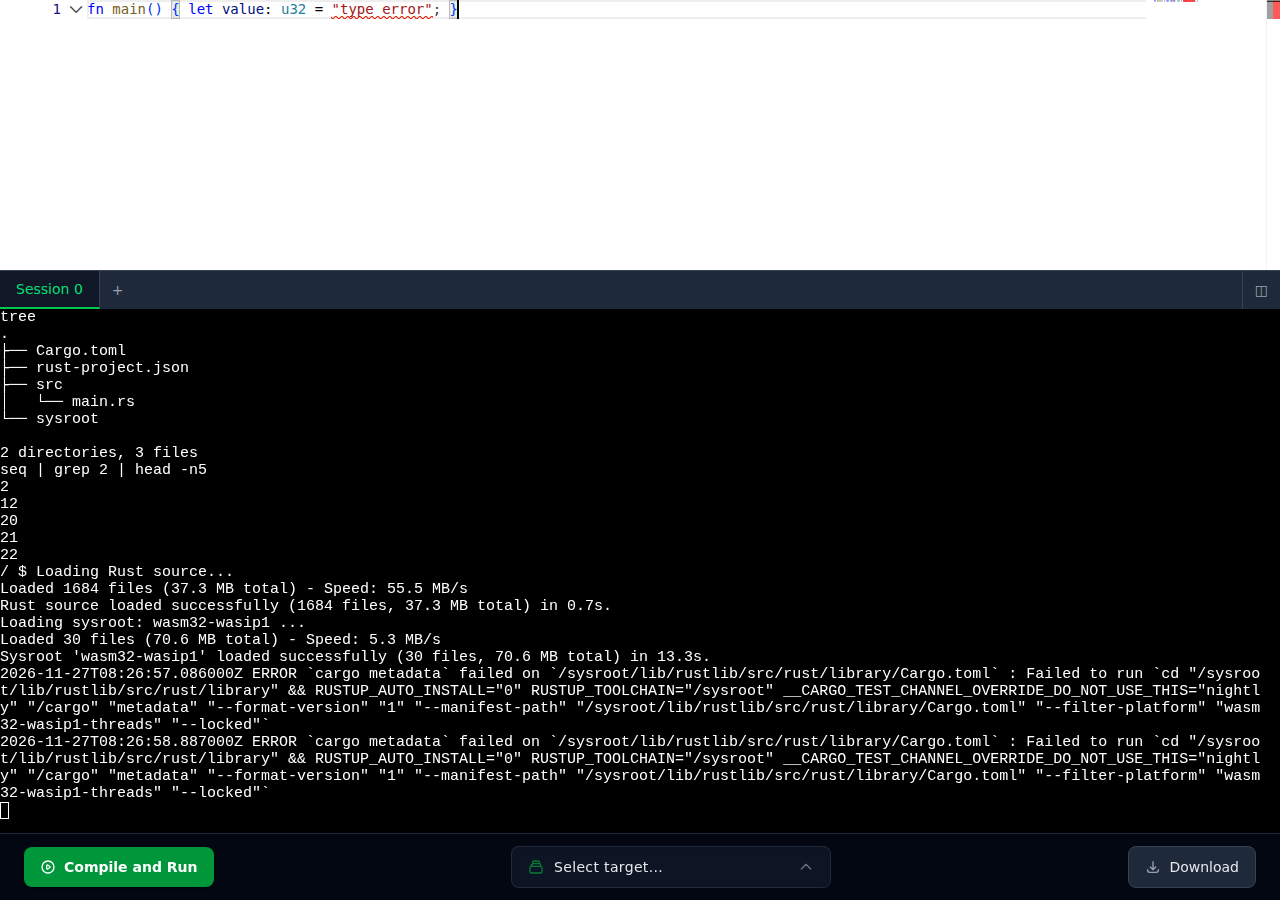 1 fn main() { let value: u32 = "type error"; }
Session 0 +
tree
.
├── Cargo.toml
├── rust-project.json
├── src
│   └── main.rs
└── sysroot
2 directories, 3 files
seq | grep 2 | head -n5
2
12
20
21
22
/ $ Loading Rust source...
Loaded 1684 files (37.3 MB total) - Speed: 55.5 MB/s
Rust source loaded successfully (1684 files, 37.3 MB total) in 0.7s.
Loading sysroot: wasm32-wasip1 ...
Loaded 30 files (70.6 MB total) - Speed: 5.3 MB/s
Sysroot 'wasm32-wasip1' loaded successfully (30 files, 70.6 MB total) in 13.3s.
2026-11-27T08:26:57.086000Z ERROR `cargo metadata` failed on `/sysroot/lib/rustlib/src/rust/library/Cargo.toml` : Failed to run `cd "/sysroo
t/lib/rustlib/src/rust/library" && RUSTUP_AUTO_INSTALL="0" RUSTUP_TOOLCHAIN="/sysroot" __CARGO_TEST_CHANNEL_OVERRIDE_DO_NOT_USE_THIS="nightl
y" "/cargo" "metadata" "--format-version" "1" "--manifest-path" "/sysroot/lib/rustlib/src/rust/library/Cargo.toml" "--filter-platform" "wasm
32-wasip1-threads" "--locked"`
2026-11-27T08:26:58.887000Z ERROR `cargo metadata` failed on `/sysroot/lib/rustlib/src/rust/library/Cargo.toml` : Failed to run `cd "/sysroo
t/lib/rustlib/src/rust/library" && RUSTUP_AUTO_INSTALL="0" RUSTUP_TOOLCHAIN="/sysroot" __CARGO_TEST_CHANNEL_OVERRIDE_DO_NOT_USE_THIS="nightl
y" "/cargo" "metadata" "--format-version" "1" "--manifest-path" "/sysroot/lib/rustlib/src/rust/library/Cargo.toml" "--filter-platform" "wasm
32-wasip1-threads" "--locked"`
Compile and Run
Select target...
Download